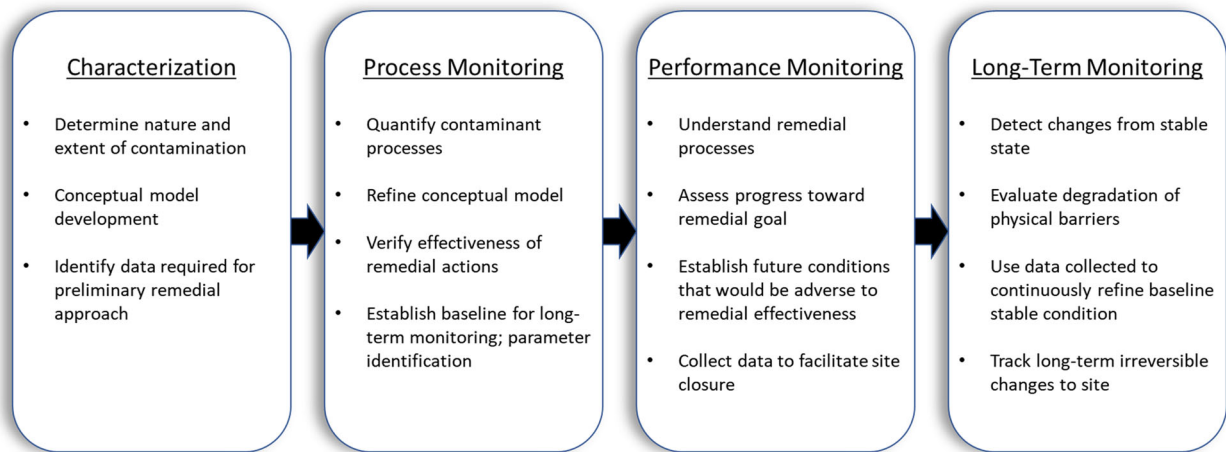 Characterization
• Determine nature and
extent of contamination
• Conceptual model
development
• Identify data required for
preliminary remedial
approach
Process Monitoring
• Quantify contaminant
processes
• Refine conceptual model
• Verify effectiveness of
remedial actions
• Establish baseline for long-
term monitoring; parameter
identification
Performance Monitoring
• Understand remedial
processes
• Assess progress toward
remedial goal
• Establish future conditions
that would be adverse to
remedial effectiveness
• Collect data to facilitate site
closure
Long-Term Monitoring
• Detect changes from stable
state
• Evaluate degradation of
physical barriers
• Use data collected to
continuously refine baseline
stable condition
• Track long-term irreversible
changes to site